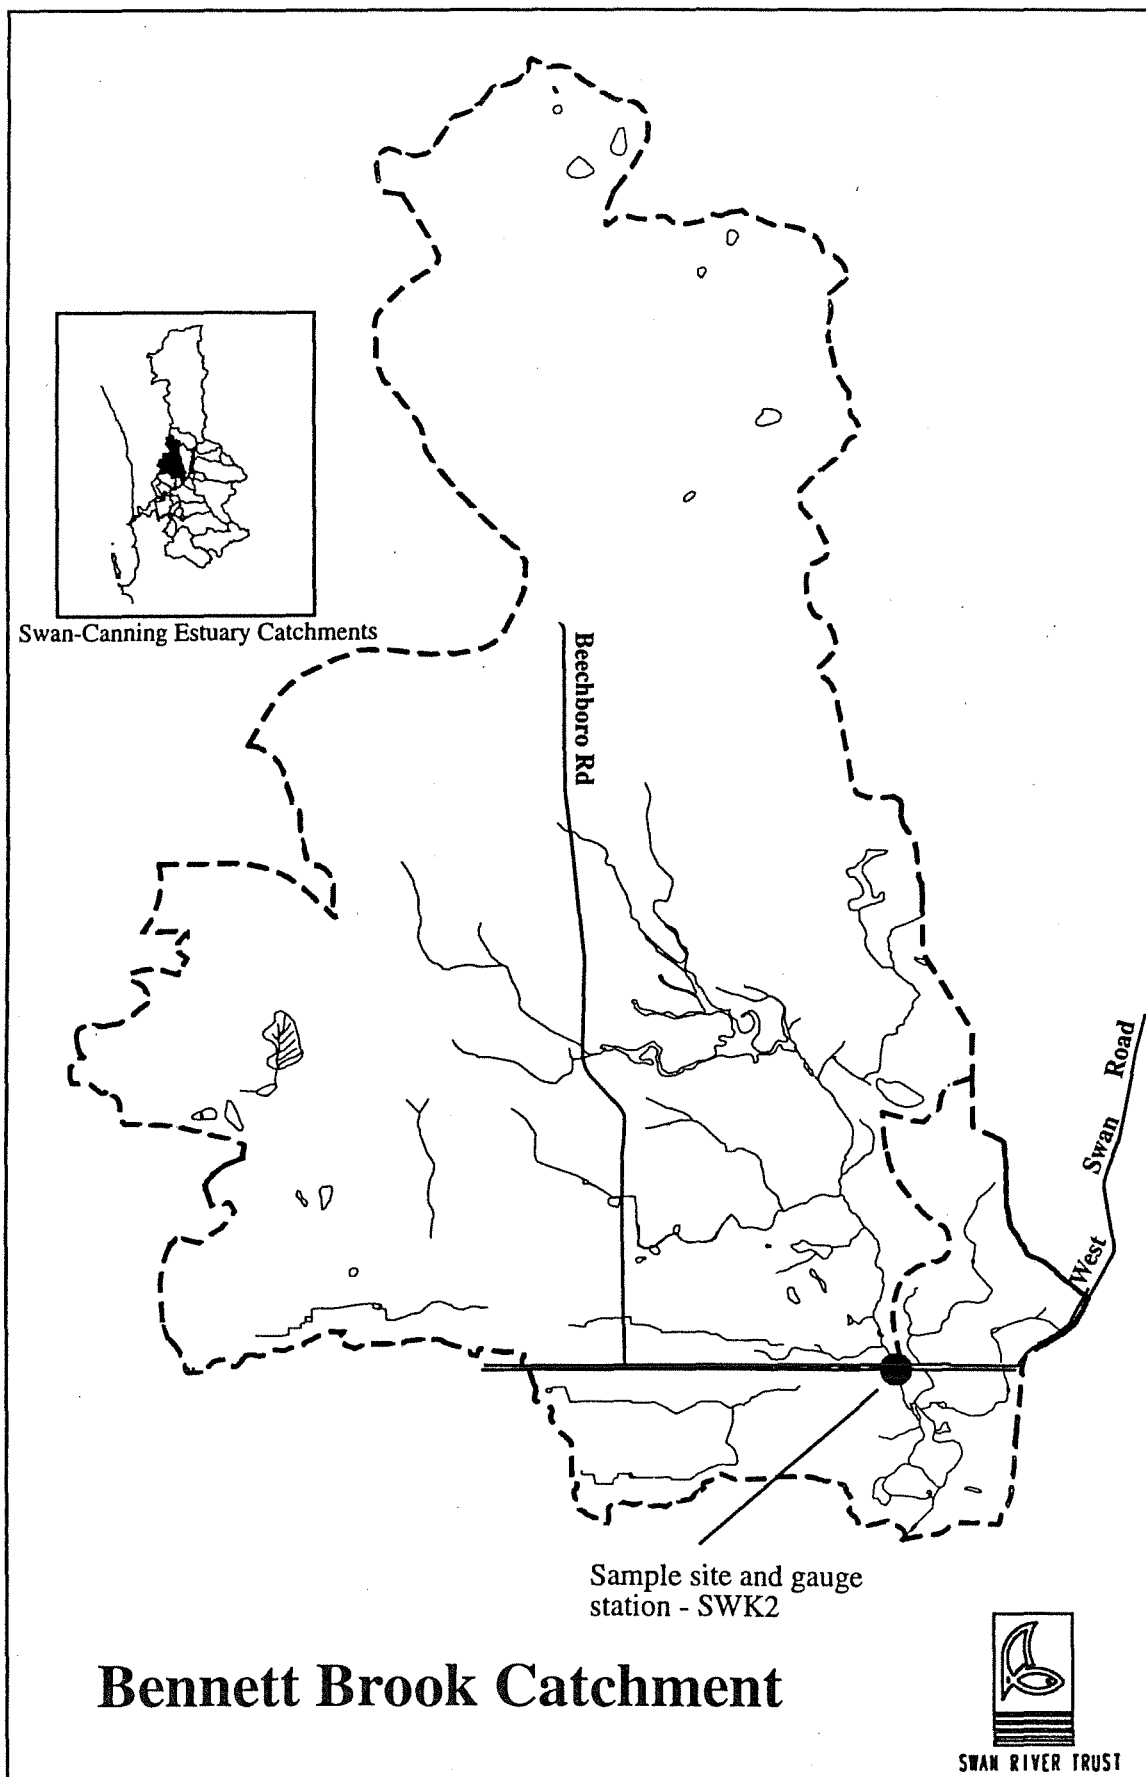 Swan-Canning Estuary Catchments
Beechboro Rd
West Swan Road
Sample site and gauge
station - SWK2
Bennett Brook Catchment
SWAN RIVER TRUST